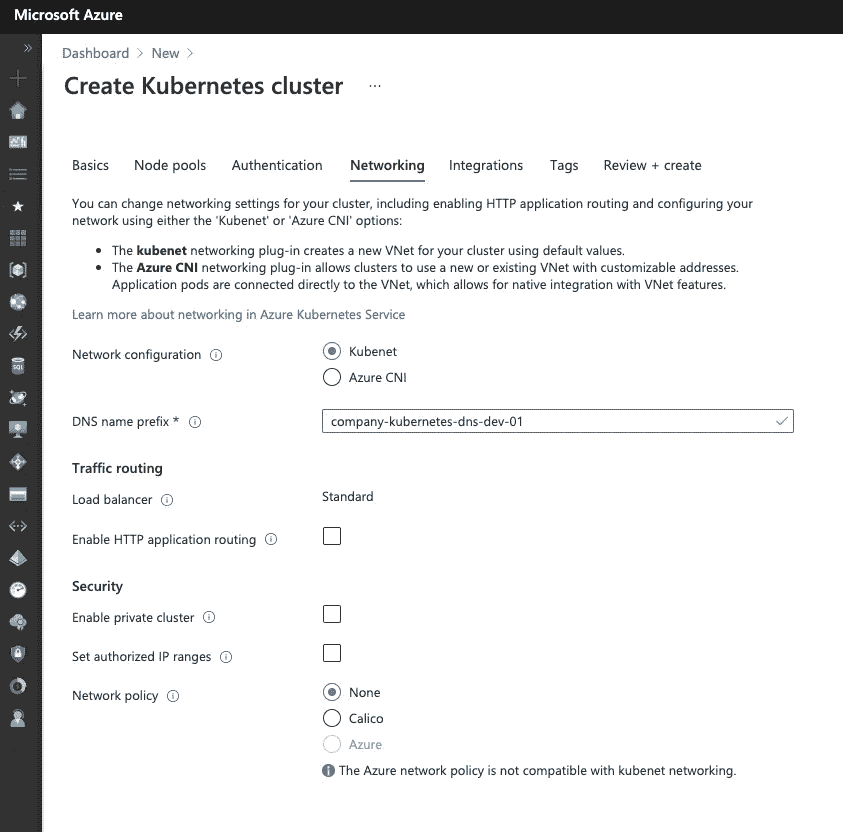 Microsoft Azure
Dashboard > New >
Create Kubernetes cluster ...
Basics Node pools Authentication Networking Integrations Tags Review + create
You can change networking settings for your cluster, including enabling HTTP application routing and configuring your
network using either the 'Kubenet' or 'Azure CNI' options:
• The kubenet networking plug-in creates a new VNet for your cluster using default values.
• The Azure CNI networking plug-in allows clusters to use a new or existing VNet with customizable addresses.
Application pods are connected directly to the VNet, which allows for native integration with VNet features.
Learn more about networking in Azure Kubernetes Service
Network configuration Kubenet
Azure CNI
DNS name prefix * company-kubernetes-dns-dev-01
Traffic routing
Load balancer Standard
Enable HTTP application routing
Security
Enable private cluster
Set authorized IP ranges
Network policy None
Calico
Azure
The Azure network policy is not compatible with kubenet networking.